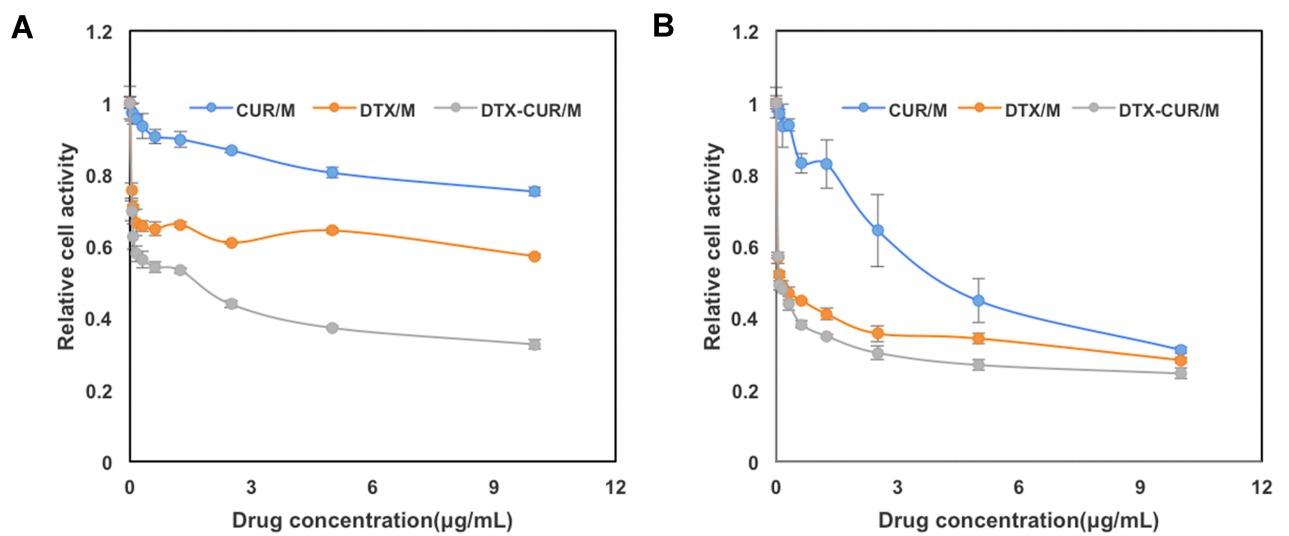 A
1.2
1
0.8
0.6
0.4
0.2
0
Relative cell activity
CUR/M DTX/M DTX-CUR/M
0 3 6 9 12
Drug concentration(μg/mL)
B
1.2
1
0.8
0.6
0.4
0.2
0
Relative cell activity
CUR/M DTX/M DTX-CUR/M
0 3 6 9 12
Drug concentration(μg/mL)